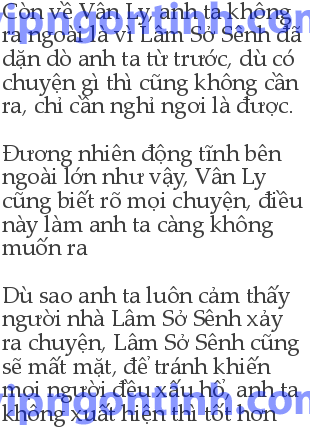 Còn về Vân Ly, anh ta không
ra ngoài là vì Lâm Sở Sênh đã
dặn dò anh ta từ trước, dù có
chuyện gì thì cũng không cần
ra, chỉ cần nghỉ ngơi là được.
Đương nhiên động tĩnh bên
ngoài lớn như vậy, Vân Ly
cũng biết rõ mọi chuyện, điều
này làm anh ta càng không
muốn ra
Dù sao anh ta luôn cảm thấy
người nhà Lâm Sở Sênh xảy
ra chuyện, Lâm Sở Sênh cũng
sẽ mất mặt, để tránh khiến
mọi người đều xấu hổ, anh ta
không xuất hiện thì tốt hơn
vipngontinh.com
vipngontinh.com